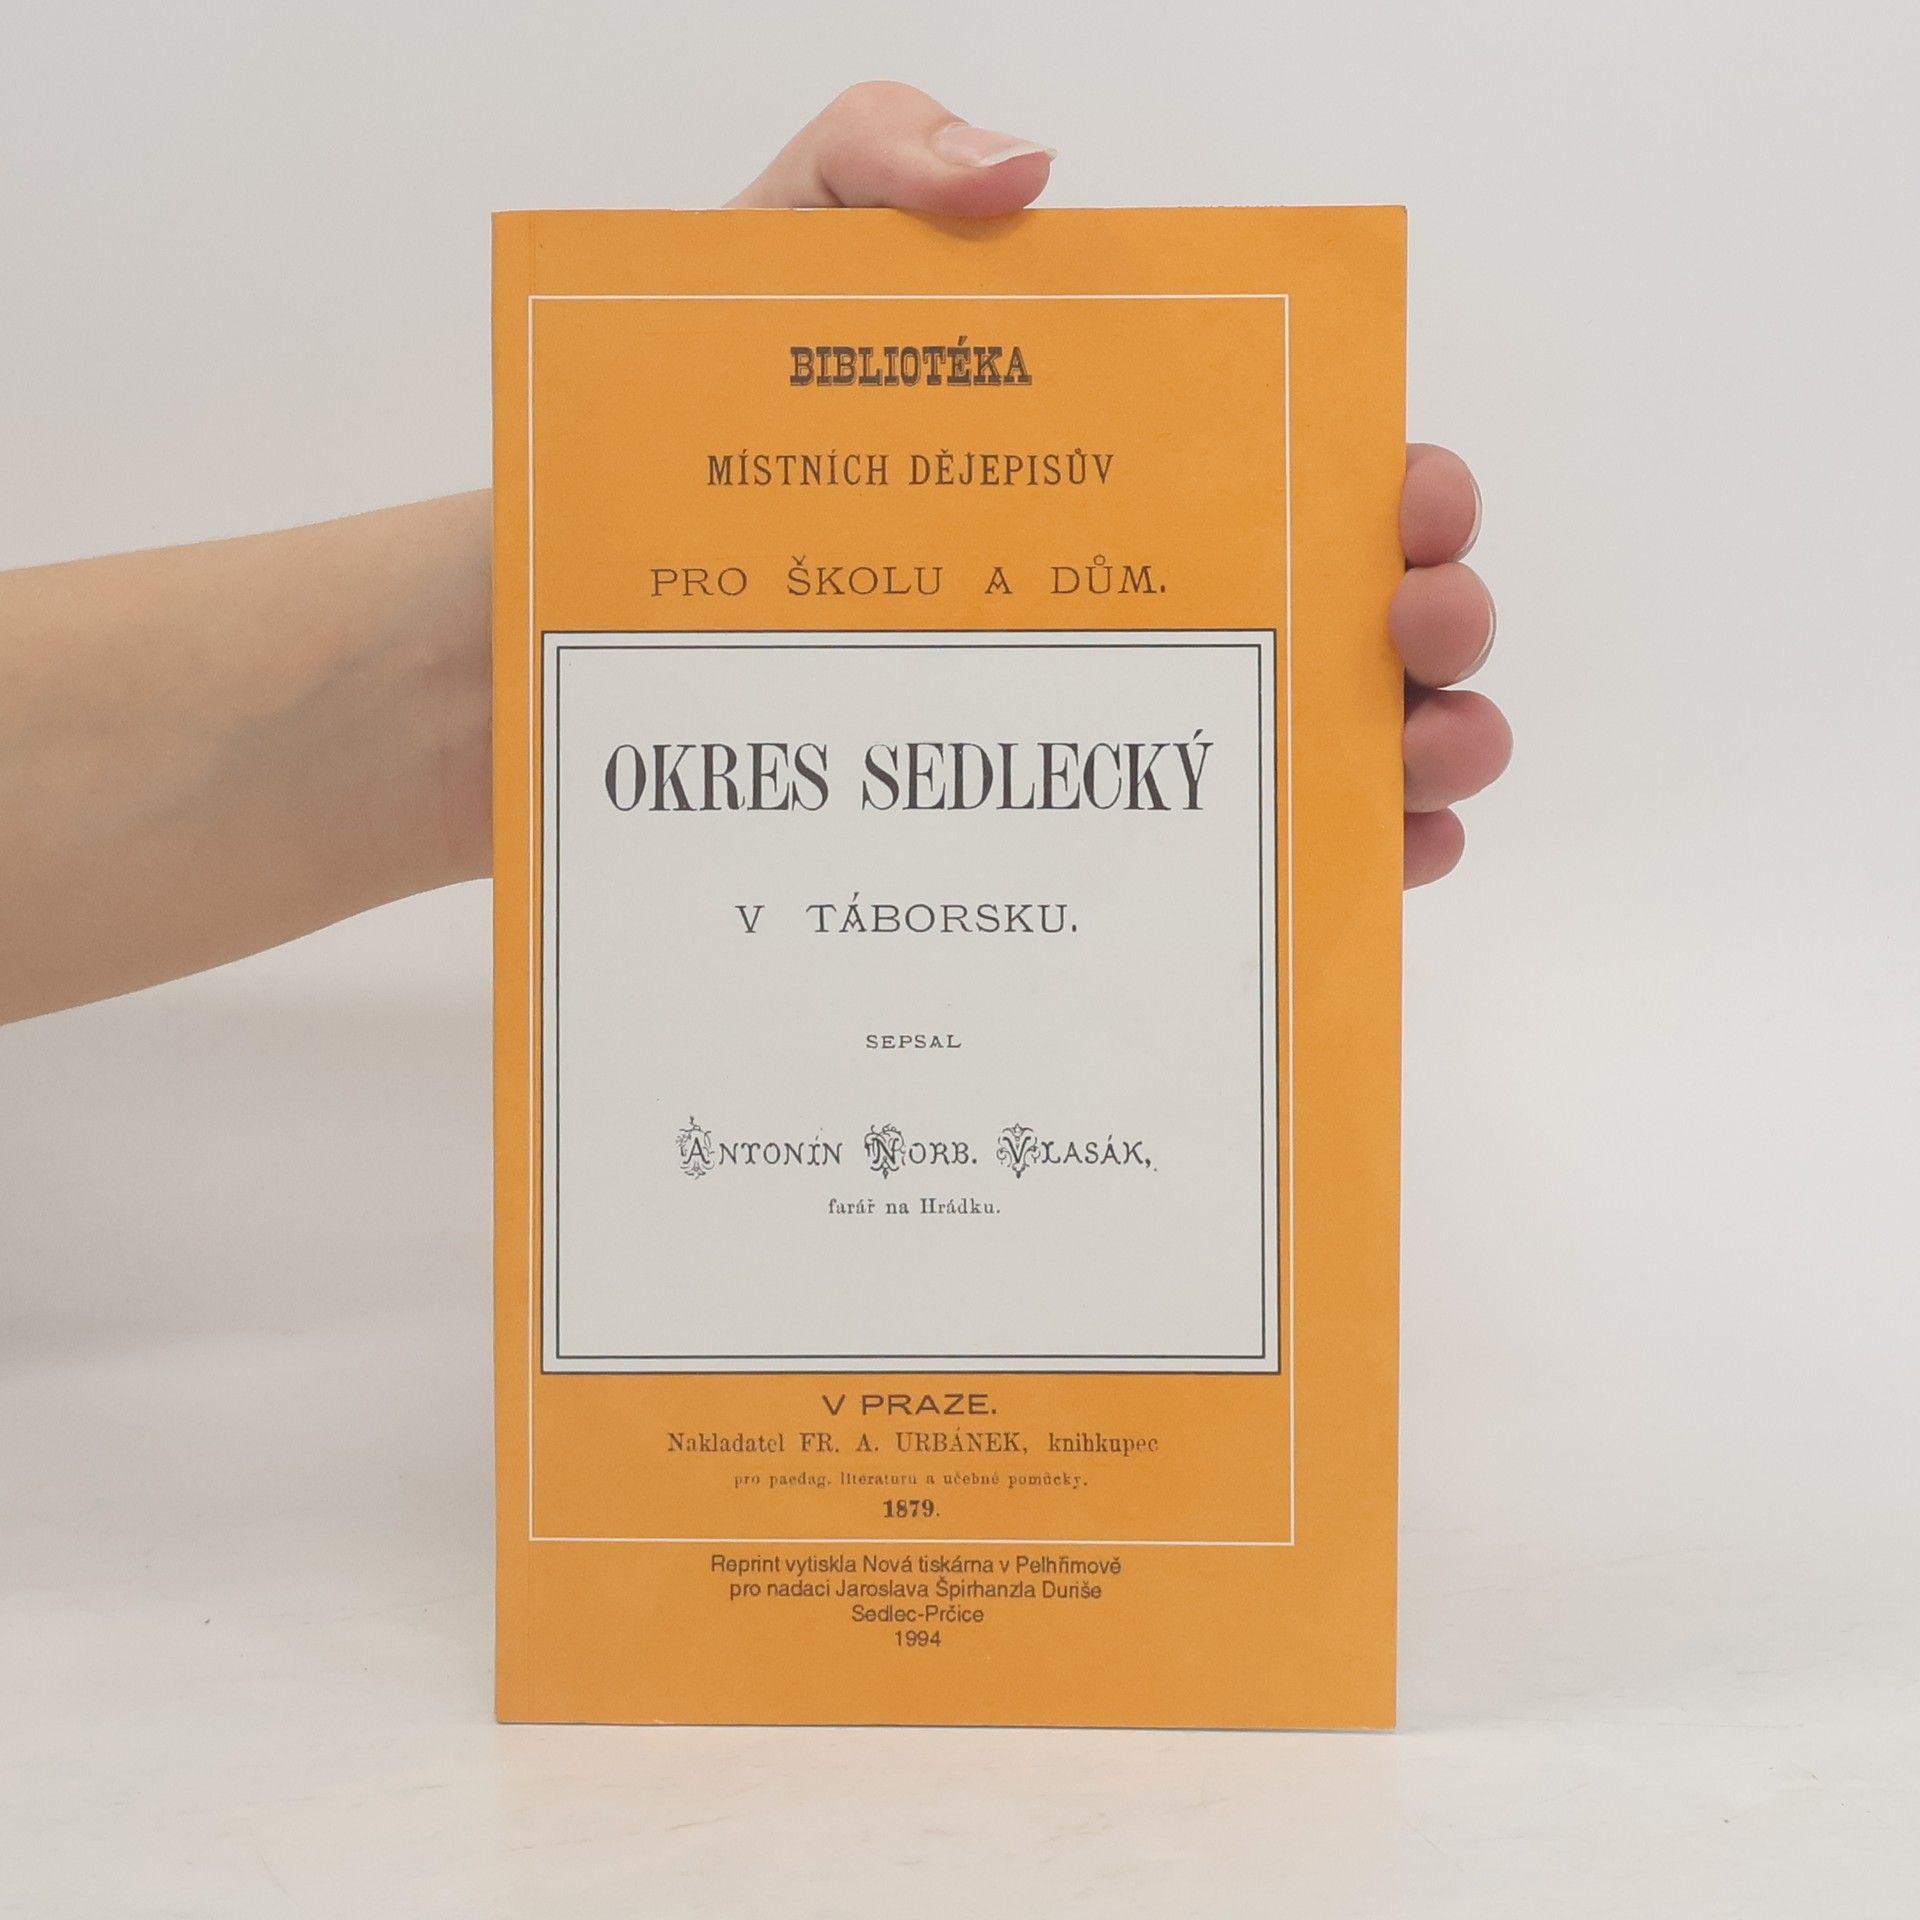 BIBLIOTÉKA
MÍSTNÍCH DĚJEPISŮV
PRO ŠKOLU A DŮM.
OKRES SEDLECKÝ
V TÁBORSKU.
SEPSAL
ANTONÍN NORB. VLASÁK,
farář na Hrádku.
V PRAZE.
Nakladatel FR. A. URBÁNEK, knihkupec
pro paedag. literaturu a učebné pomůcky.
1879.
Reprint vytiskla Nová tiskárna v Pelhřimově
pro nadaci Jaroslava Špirhanzla Duriše
Sedlec-Prčice
1994